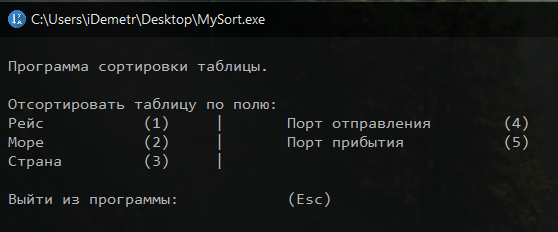 C:\Users\iDemetr\Desktop\MySort.exe
Программа сортировки таблицы.
Отсортировать таблицу по полю:
Рейс (1) | Порт отправления (4)
Море (2) | Порт прибытия (5)
Страна (3) |
Выйти из программы: (Esc)